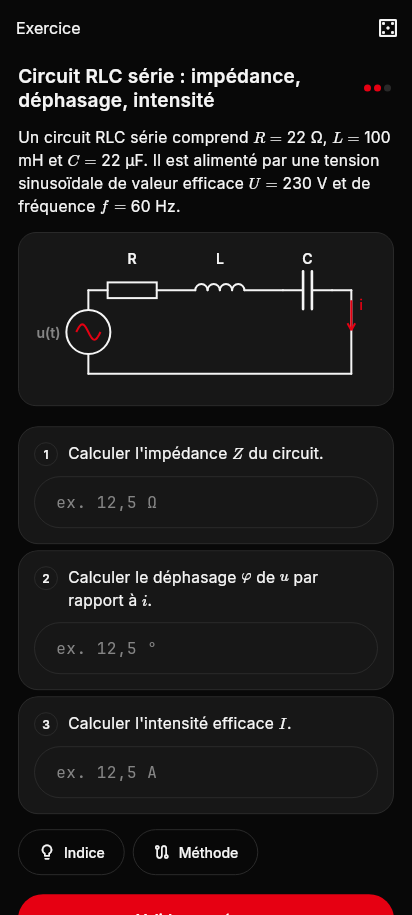 Exercice
Circuit RLC série : impédance,
déphasage, intensité
Un circuit RLC série comprend R = 22 Ω, L = 100
mH et C = 22 µF. Il est alimenté par une tension
sinusoïdale de valeur efficace U = 230 V et de
fréquence f = 60 Hz.
R L C
i
u(t)
1 Calculer l'impédance Z du circuit.
ex. 12,5 Ω
2 Calculer le déphasage φ de u par
rapport à i.
ex. 12,5 °
3 Calculer l'intensité efficace I.
ex. 12,5 A
Indice Méthode